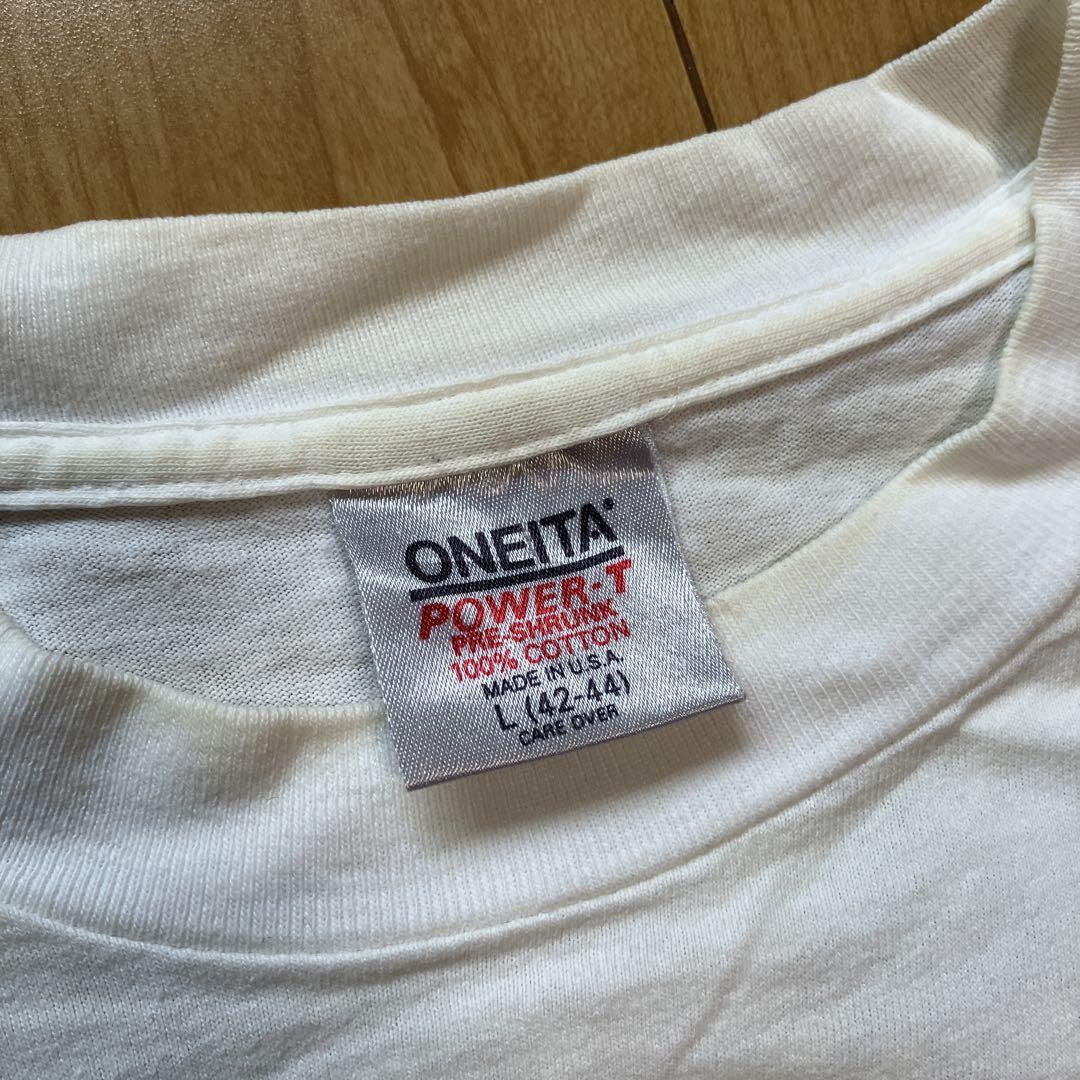 ONEITA®
POWER-T
PRE-SHRUNK
100% COTTON
MADE IN U.S.A.
L (42-44)
CARE OVER